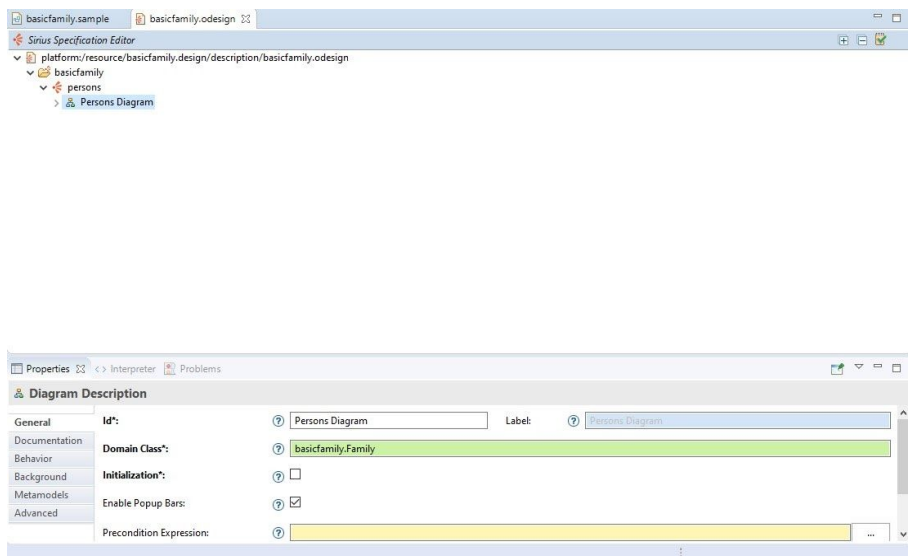 basicfamily.sample basicfamily.odesign
Sirius Specification Editor
platform:/resource/basicfamily.design/description/basicfamily.odesign
basicfamily
persons
Persons Diagram
Properties <> Interpreter Problems
Diagram Description
General Id*: ? Persons Diagram Label: ? Persons Diagram
Documentation
Domain Class*: ? basicfamily.Family
Behavior
Background Initialization*: ?
Metamodels
Enable Popup Bars: ?
Advanced
Precondition Expression: ? ...